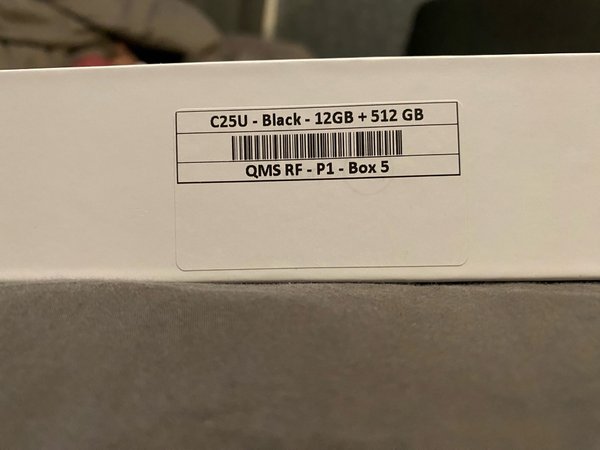 C25U - Black - 12GB + 512 GB
QMS RF - P1 - Box 5